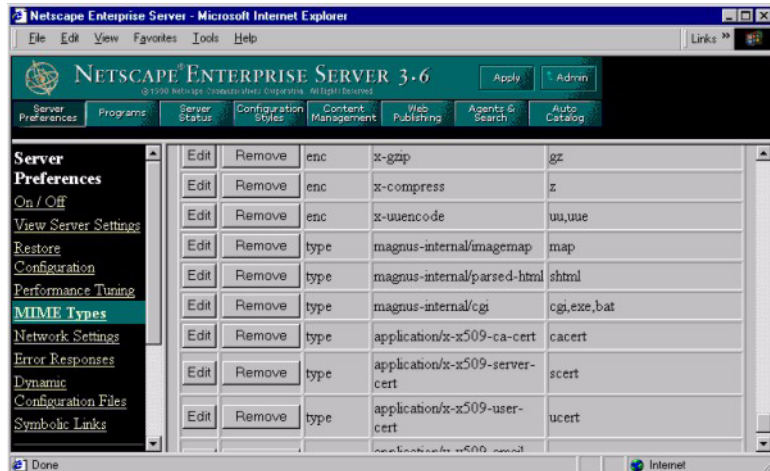 Netscape Enterprise Server - Microsoft Internet Explorer
File Edit View Favorites Tools Help Links »
NETSCAPE® ENTERPRISE SERVER 3.6 Apply Admin
Netscape Communications Corporation. All Rights Reserved
Server Preferences
Programs
Server Status
Configuration Styles
Content Management
Web Publishing
Agents & Search
Auto Catalog
Server
Preferences
On / Off
View Server Settings
Restore
Configuration
Performance Tuning
MIME Types
Network Settings
Error Responses
Dynamic
Configuration Files
Symbolic Links
Edit Remove enc x-gzip gz
Edit Remove enc x-compress z
Edit Remove enc x-uuencode uu,uue
Edit Remove type magnus-internal/imagemap map
Edit Remove type magnus-internal/parsed-html shtml
Edit Remove type magnus-internal/cgi cgi,exe,bat
Edit Remove type application/x-x509-ca-cert cacert
Edit Remove type application/x-x509-server-
cert scert
Edit Remove type application/x-x509-user-
cert ucert
Done Internet